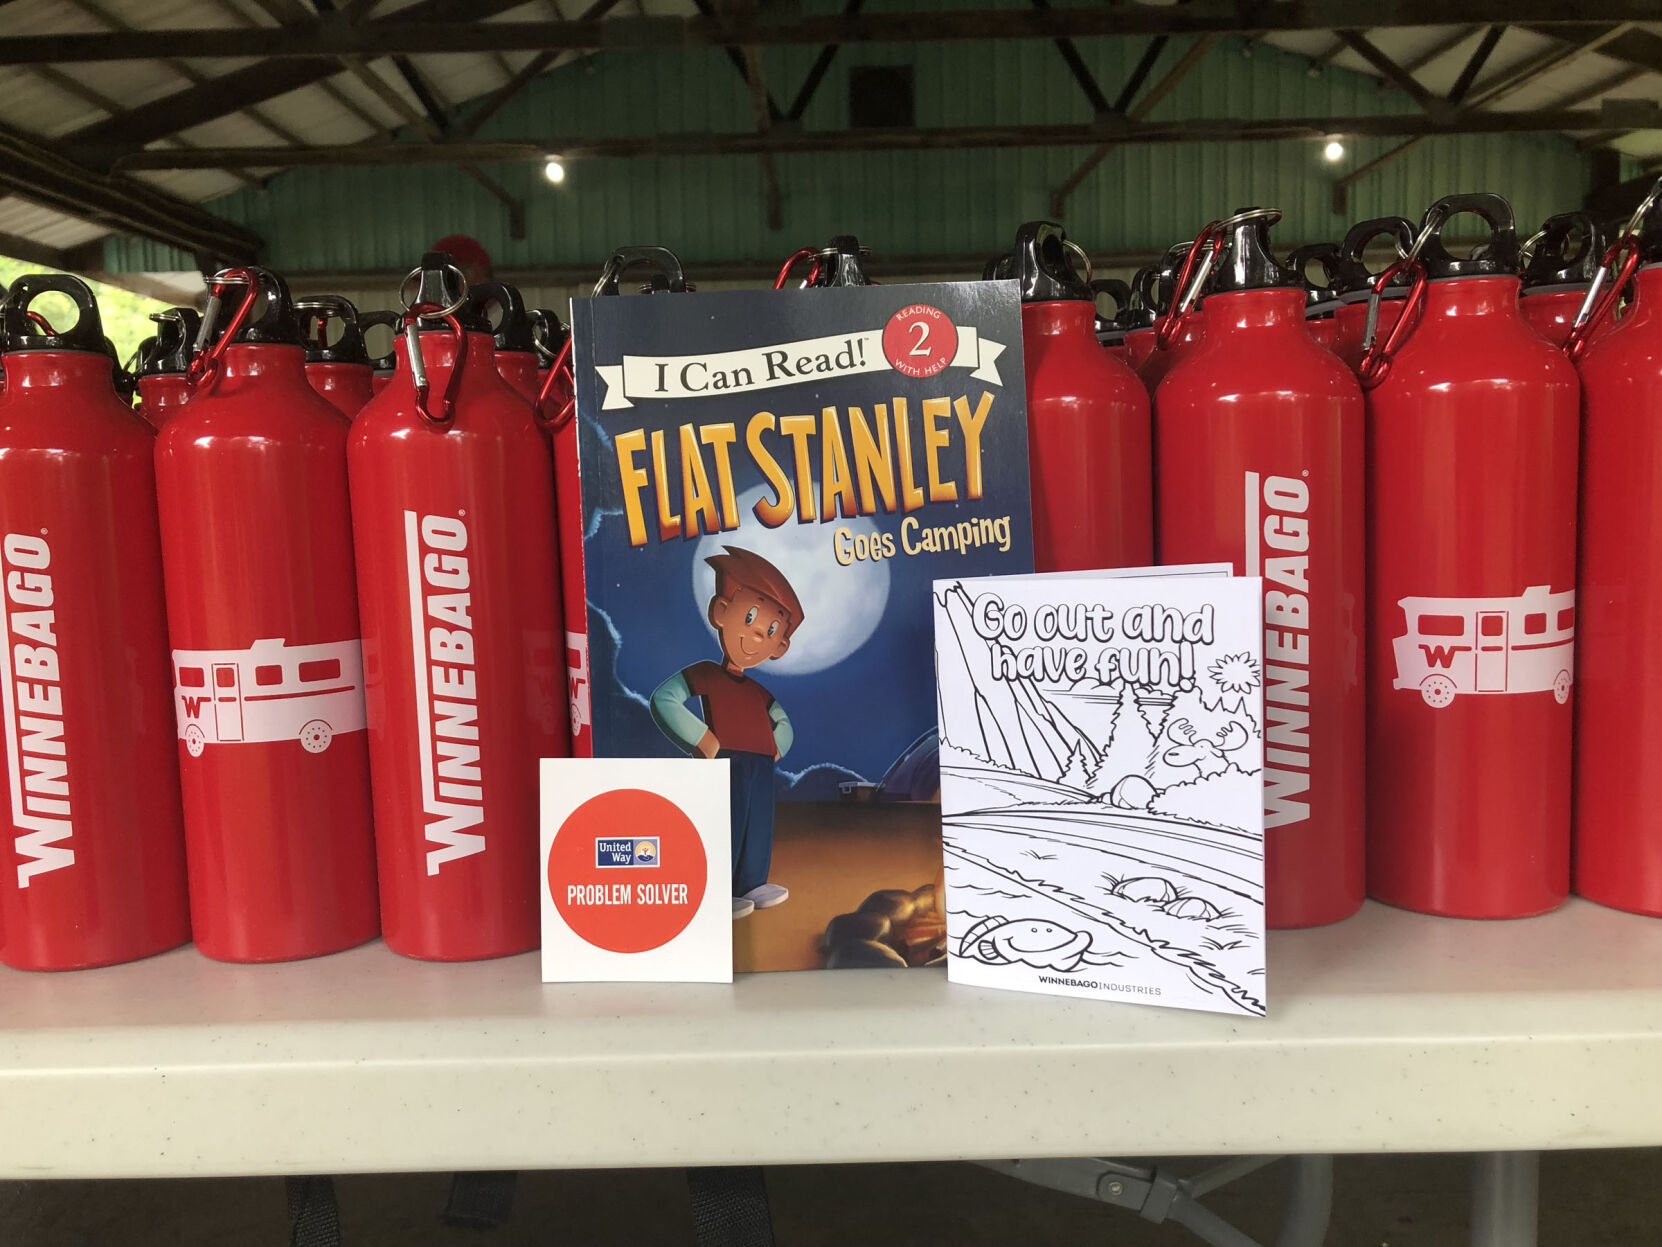 WINNEBAGO®
W
WINNEBAGO®
W
I Can Read!™
READING
2
WITH HELP
FLAT STANLEY
Goes Camping
United
Way
PROBLEM SOLVER
Go out and
have fun!
WINNEBAGO INDUSTRIES
WINNEBAGO®
W